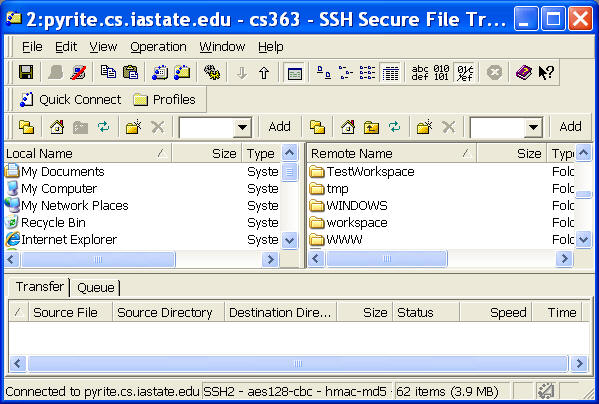 2:pyrite.cs.iastate.edu - cs363 - SSH Secure File Tr...
File Edit View Operation Window Help
abc def 010 101
Quick Connect Profiles
Add Add
Local Name Size Type Remote Name Size Typ
My Documents Syste TestWorkspace Fold
My Computer Syste tmp Fold
My Network Places Syste WINDOWS Fold
Recycle Bin Syste workspace Fold
Internet Explorer Syste WWW Fold
Transfer Queue
Source File Source Directory Destination Dire... Size Status Speed Time
Connected to pyrite.cs.iastate.edu SSH2 - aes128-cbc - hmac-md5 - 62 items (3.9 MB)